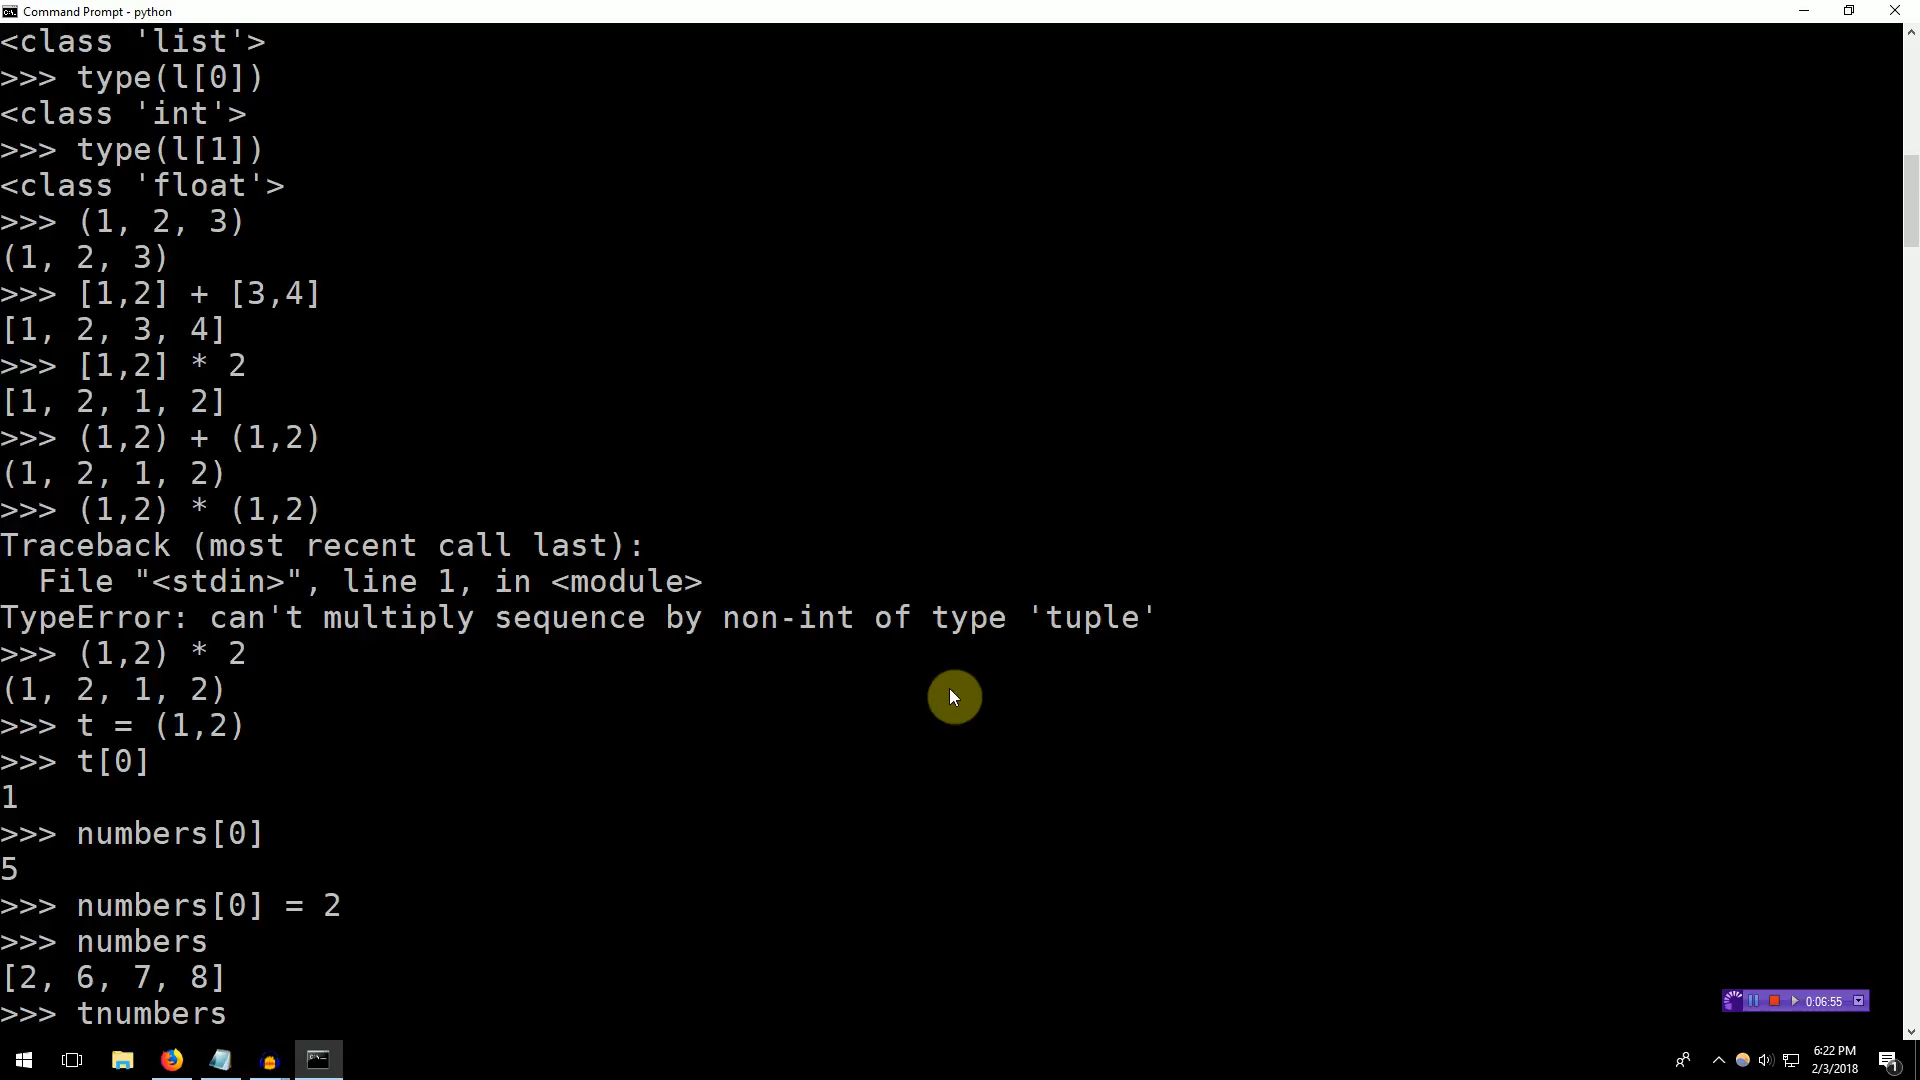 Command Prompt - python
<class 'list'>
>>> type(l[0])
<class 'int'>
>>> type(l[1])
<class 'float'>
>>> (1, 2, 3)
(1, 2, 3)
>>> [1,2] + [3,4]
[1, 2, 3, 4]
>>> [1,2] * 2
[1, 2, 1, 2]
>>> (1,2) + (1,2)
(1, 2, 1, 2)
>>> (1,2) * (1,2)
Traceback (most recent call last):
  File "<stdin>", line 1, in <module>
TypeError: can't multiply sequence by non-int of type 'tuple'
>>> (1,2) * 2
(1, 2, 1, 2)
>>> t = (1,2)
>>> t[0]
1
>>> numbers[0]
5
>>> numbers[0] = 2
>>> numbers
[2, 6, 7, 8]
>>> tnumbers
0:06:55
6:22 PM
2/3/2018
1